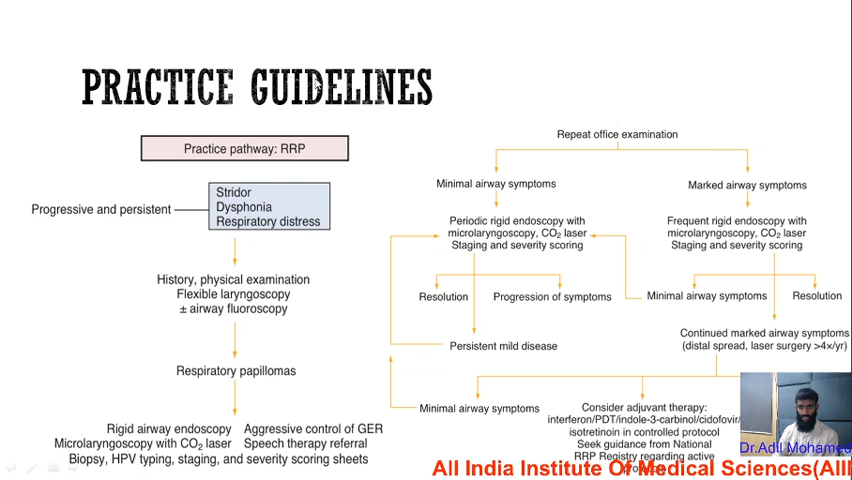 PRACTICE GUIDELINES
Practice pathway: RRP
Progressive and persistent
Stridor
Dysphonia
Respiratory distress
History, physical examination
Flexible laryngoscopy
± airway fluoroscopy
Respiratory papillomas
Rigid airway endoscopy
Microlaryngoscopy with CO2 laser
Aggressive control of GER
Speech therapy referral
Biopsy, HPV typing, staging, and severity scoring sheets
Repeat office examination
Minimal airway symptoms
Marked airway symptoms
Periodic rigid endoscopy with
microlaryngoscopy, CO2 laser
Staging and severity scoring
Frequent rigid endoscopy with
microlaryngoscopy, CO2 laser
Staging and severity scoring
Resolution
Progression of symptoms
Minimal airway symptoms
Resolution
Persistent mild disease
Continued marked airway symptoms
(distal spread, laser surgery >4×/yr)
Minimal airway symptoms
Consider adjuvant therapy:
interferon/PDT/indole-3-carbinol/cidofovir/
isotretinoin in controlled protocol
Seek guidance from National
RRP Registry regarding active
Dr.Adil Mohamed
All India Institute Of Medical Sciences(AII